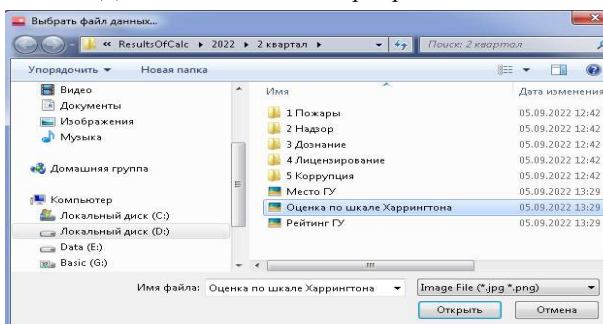 Выбрать файл данных...
« ResultsOfCalc ▸ 2022 ▸ 2 квартал ▸
Поиск: 2 квартал
Упорядочить ▾ Новая папка
Видео
Документы
Изображения
Музыка
Домашняя группа
Компьютер
Локальный диск (C:)
Локальный диск (D:)
Data (E:)
Basic (G:)
Имя Дата изменения
1 Пожары 05.09.2022 12:42
2 Надзор 05.09.2022 12:42
3 Дознание 05.09.2022 12:42
4 Лицензирование 05.09.2022 12:42
5 Коррупция 05.09.2022 12:42
Место ГУ 05.09.2022 13:29
Оценка по шкале Харрингтона 05.09.2022 13:29
Рейтинг ГУ 05.09.2022 13:29
Имя файла: Оценка по шкале Харрингтона
Image File (*.jpg *.png)
Открыть Отмена